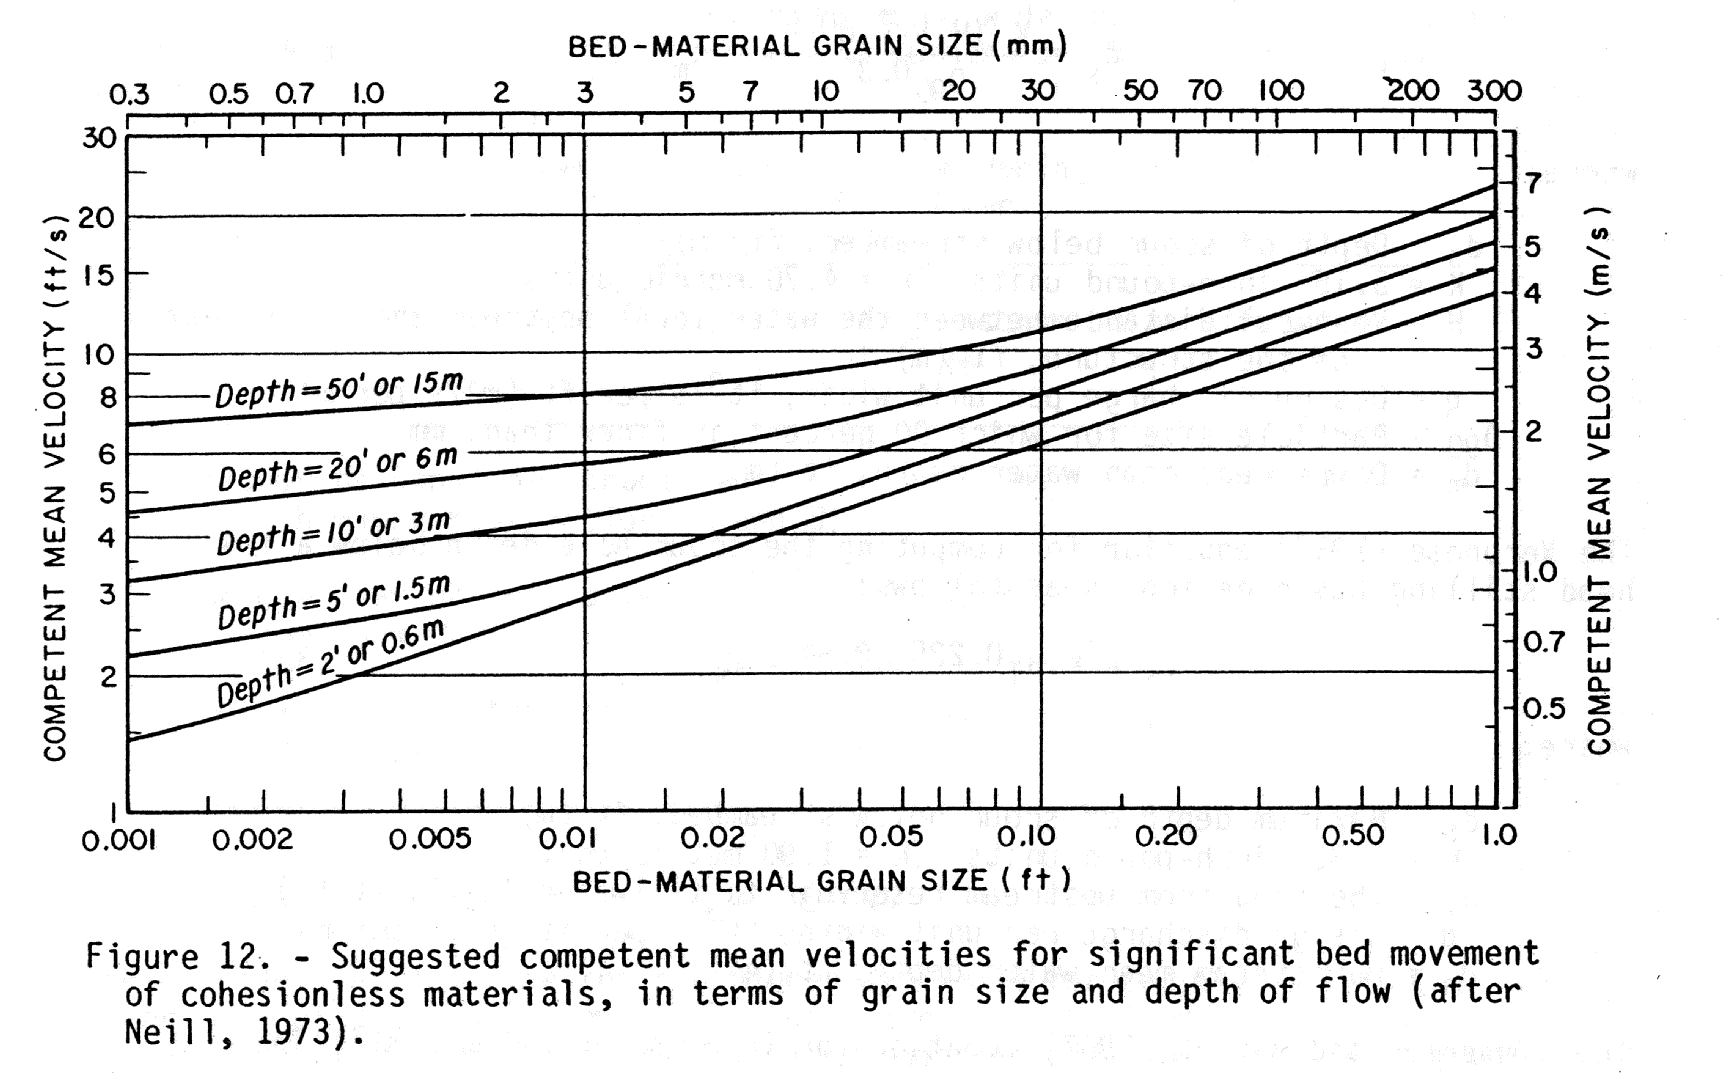 BED-MATERIAL GRAIN SIZE (mm)
0.3 0.5 0.7 1.0 2 3 5 7 10 20 30 50 70 100 200 300
30
20
15
10
8
6
5
4
3
2
1
COMPETENT MEAN VELOCITY (ft/s)
Depth = 50' or 15m
Depth = 20' or 6m
Depth = 10' or 3m
Depth = 5' or 1.5m
Depth = 2' or 0.6m
7
5
4
3
2
1.0
0.7
0.5
COMPETENT MEAN VELOCITY (m/s)
0.001 0.002 0.005 0.01 0.02 0.05 0.10 0.20 0.50 1.0
BED-MATERIAL GRAIN SIZE (ft)
Figure 12. - Suggested competent mean velocities for significant bed movement
of cohesionless materials, in terms of grain size and depth of flow (after
Neill, 1973).